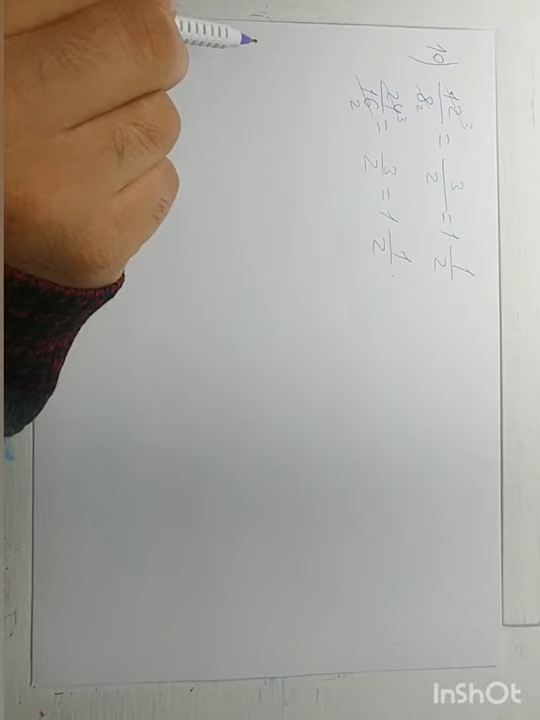 10) 12³/8₂ = 3/2 = 1 1/2
24³/16₂ = 3/2 = 1 1/2.
InShOt